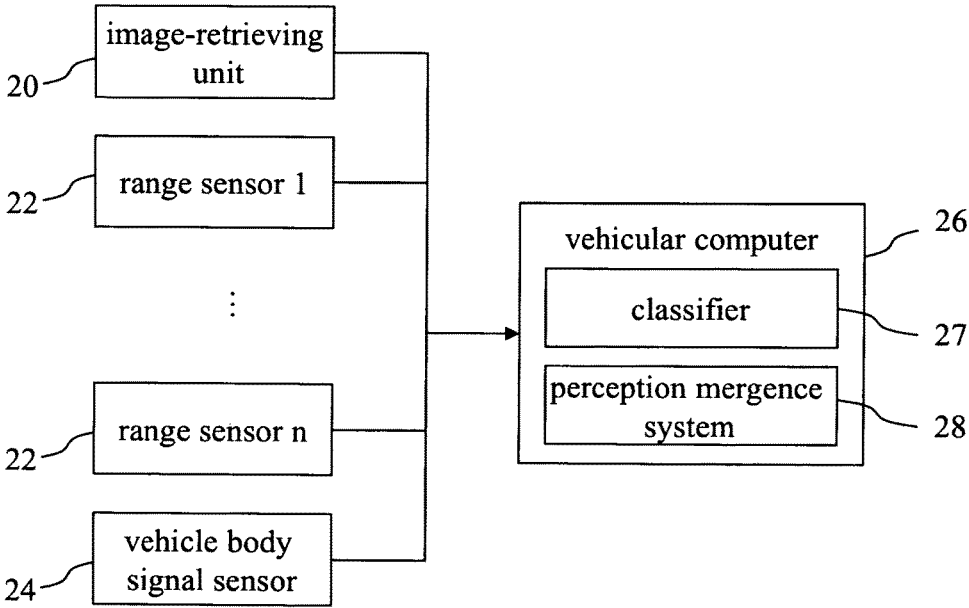 image-retrieving
unit
20
range sensor 1
22
⋮
range sensor n
22
vehicle body
signal sensor
24
vehicular computer
26
classifier
27
perception mergence
system
28